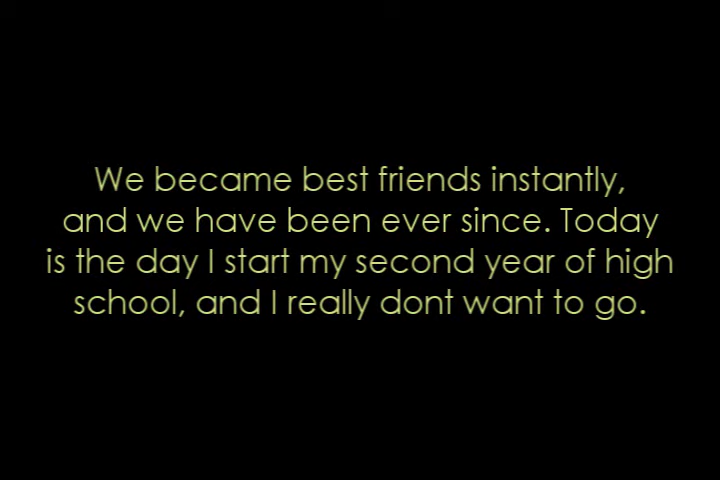 We became best friends instantly,
and we have been ever since. Today
is the day I start my second year of high
school, and I really dont want to go.